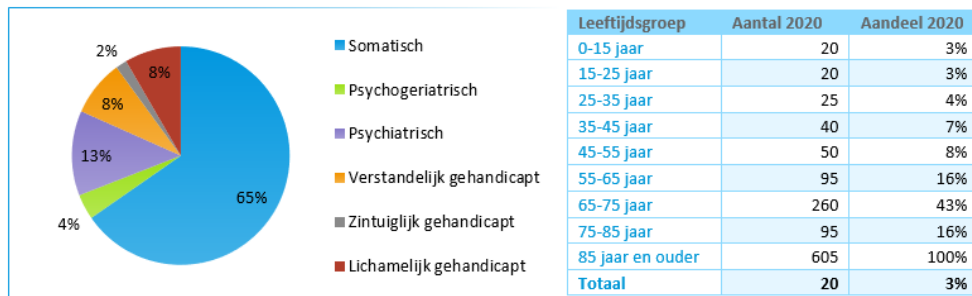 2%
8%
8%
13%
4%
65%
Somatisch
Psychogeriatrisch
Psychiatrisch
Verstandelijk gehandicapt
Zintuiglijk gehandicapt
Lichamelijk gehandicapt
Leeftijdsgroep Aantal 2020 Aandeel 2020
0-15 jaar 20 3%
15-25 jaar 20 3%
25-35 jaar 25 4%
35-45 jaar 40 7%
45-55 jaar 50 8%
55-65 jaar 95 16%
65-75 jaar 260 43%
75-85 jaar 95 16%
85 jaar en ouder 605 100%
Totaal 20 3%